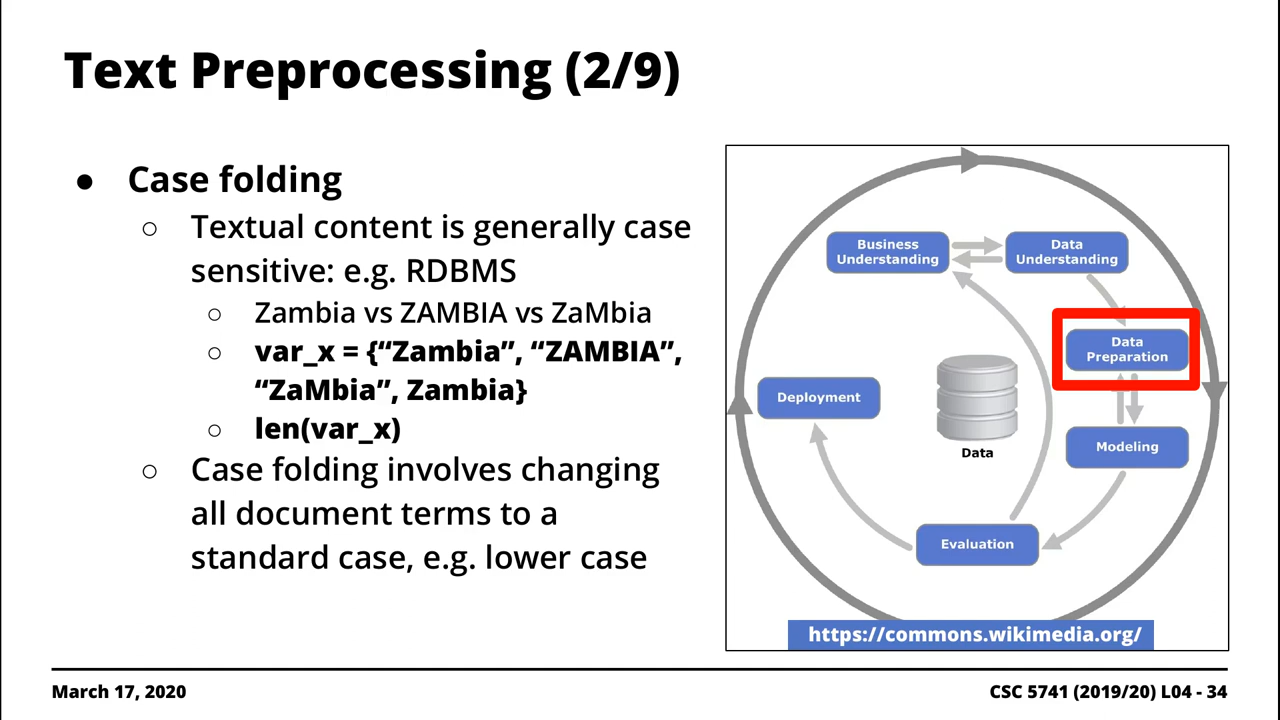 Text Preprocessing (2/9)
● Case folding
○ Textual content is generally case
sensitive: e.g. RDBMS
○ Zambia vs ZAMBIA vs ZaMbia
○ var_x = {“Zambia”, “ZAMBIA”,
“ZaMbia”, Zambia}
○ len(var_x)
○ Case folding involves changing
all document terms to a
standard case, e.g. lower case
Business
Understanding
Data
Understanding
Data
Preparation
Deployment
Data
Modeling
Evaluation
https://commons.wikimedia.org/
March 17, 2020
CSC 5741 (2019/20) L04 - 34